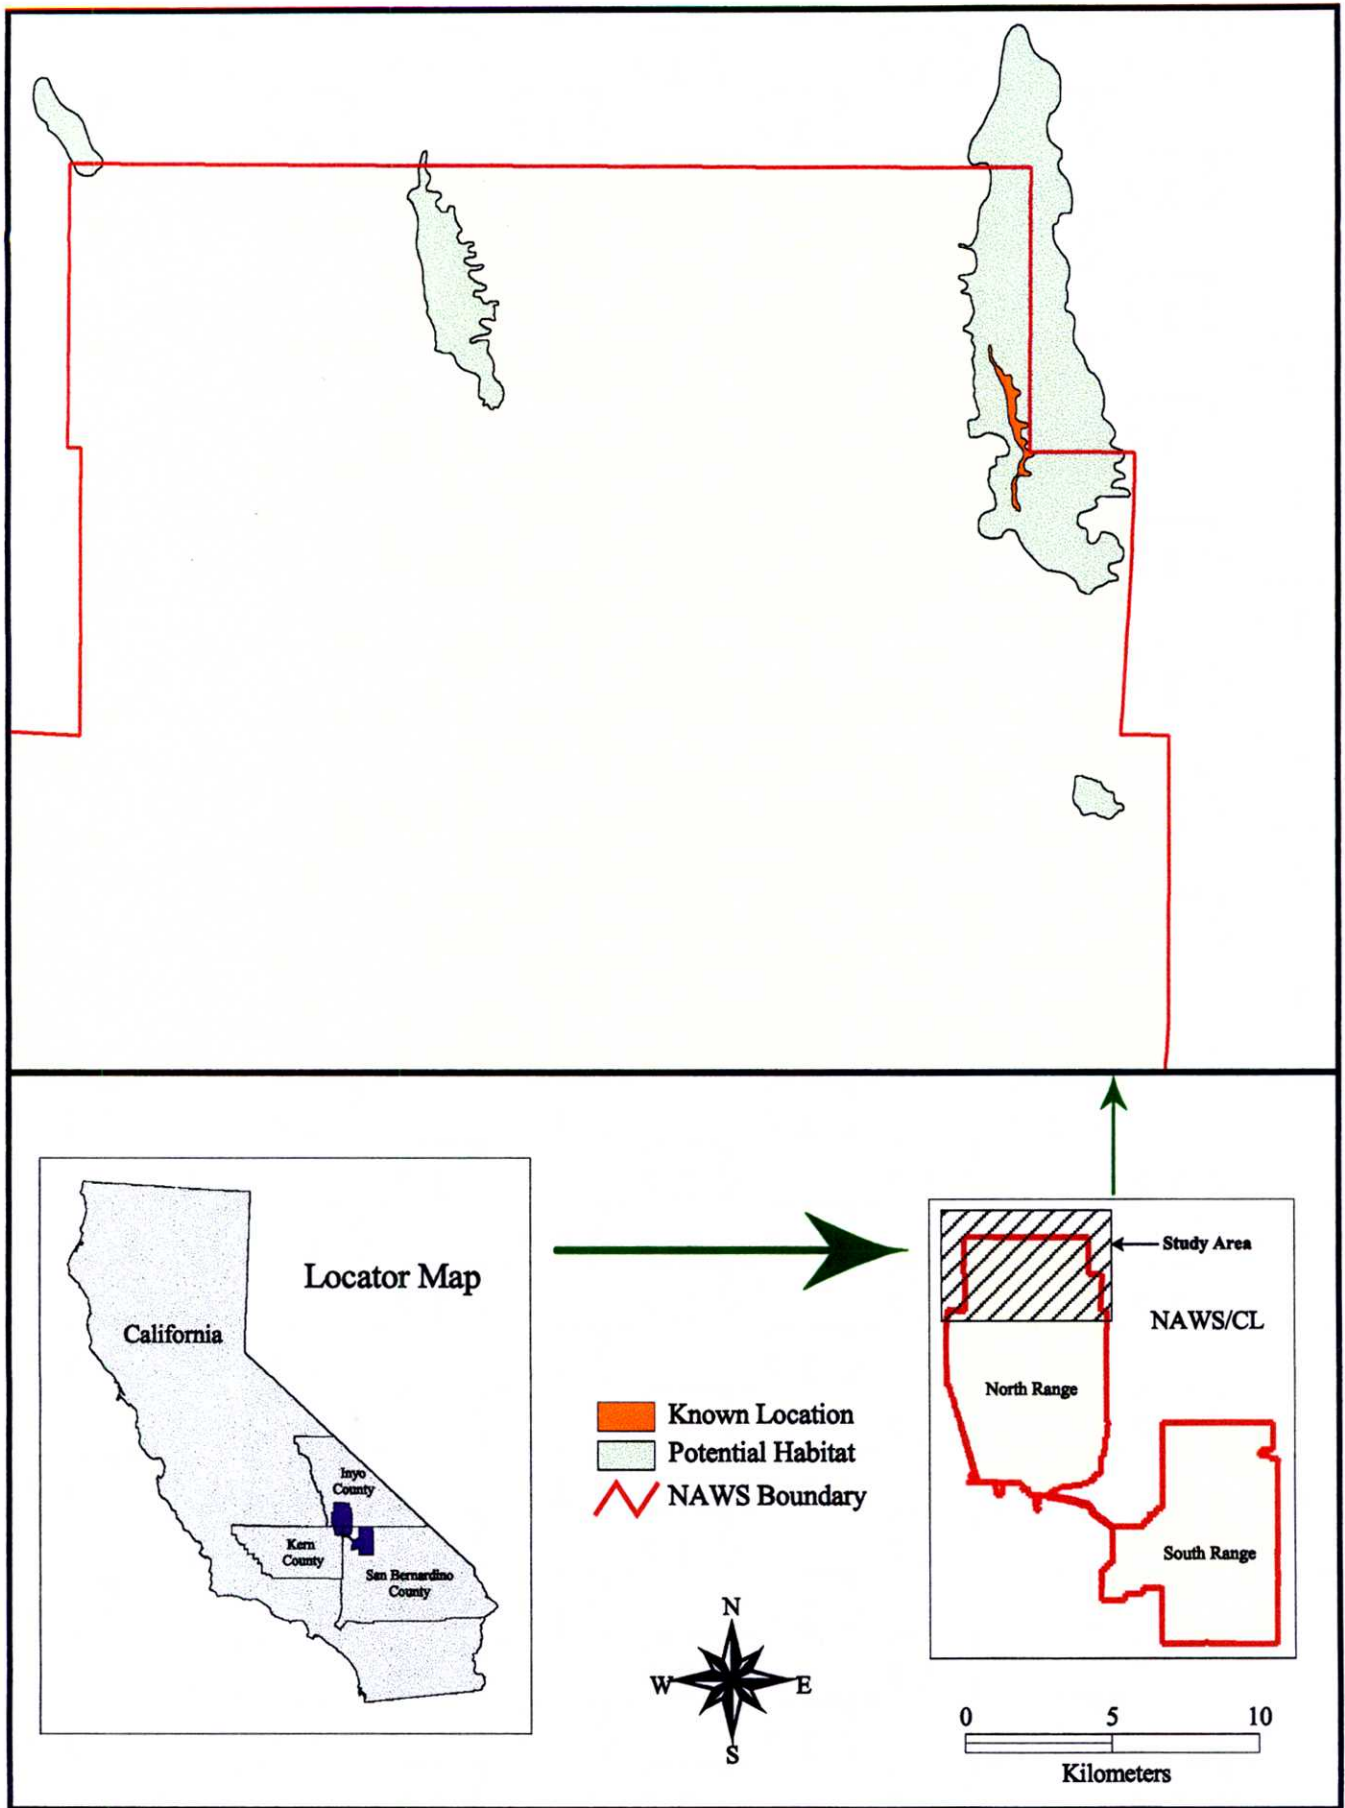 Locator Map
California
Inyo
County
Kern
County
San Bernardino
County
Known Location
Potential Habitat
NAWS Boundary
N
W
E
S
Study Area
NAWS/CL
North Range
South Range
0 5 10
Kilometers